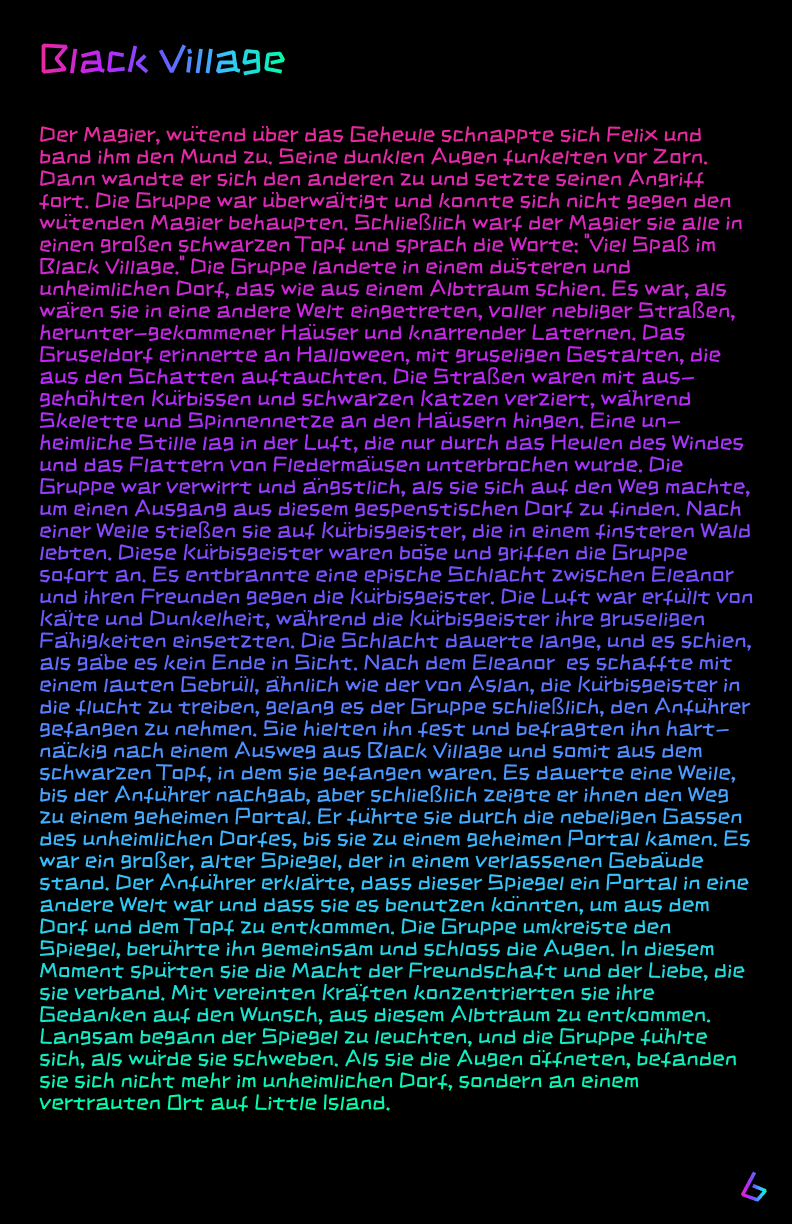 Black Village
Der Magier, wütend über das Geheule schnappte sich Felix und
band ihm den Mund zu. Seine dunklen Augen funkelten vor Zorn.
Dann wandte er sich den anderen zu und setzte seinen Angriff
fort. Die Gruppe war überwältigt und konnte sich nicht gegen den
wütenden Magier behaupten. Schließlich warf der Magier sie alle in
einen großen schwarzen Topf und sprach die Worte: "Viel Spaß im
Black Village." Die Gruppe landete in einem düsteren und
unheimlichen Dorf, das wie aus einem Albtraum schien. Es war, als
wären sie in eine andere Welt eingetreten, voller nebliger Straßen,
herunter-gekommener Häuser und knarrender Laternen. Das
Gruseldorf erinnerte an Halloween, mit gruseligen Gestalten, die
aus den Schatten auftauchten. Die Straßen waren mit aus-
gehöhlten Kürbissen und schwarzen Katzen verziert, während
Skelette und Spinnennetze an den Häusern hingen. Eine un-
heimliche Stille lag in der Luft, die nur durch das Heulen des Windes
und das Flattern von Fledermäusen unterbrochen wurde. Die
Gruppe war verwirrt und ängstlich, als sie sich auf den Weg machte,
um einen Ausgang aus diesem gespenstischen Dorf zu finden. Nach
einer Weile stießen sie auf Kürbisgeister, die in einem finsteren Wald
lebten. Diese Kürbisgeister waren böse und griffen die Gruppe
sofort an. Es entbrannte eine epische Schlacht zwischen Eleanor
und ihren Freunden gegen die Kürbisgeister. Die Luft war erfüllt von
Kälte und Dunkelheit, während die Kürbisgeister ihre gruseligen
Fähigkeiten einsetzten. Die Schlacht dauerte lange, und es schien,
als gäbe es kein Ende in Sicht. Nach dem Eleanor  es schaffte mit
einem lauten Gebrüll, ähnlich wie der von Aslan, die Kürbisgeister in
die flucht zu treiben, gelang es der Gruppe schließlich, den Anführer
gefangen zu nehmen. Sie hielten ihn fest und befragten ihn hart-
näckig nach einem Ausweg aus Black Village und somit aus dem
schwarzen Topf, in dem sie gefangen waren. Es dauerte eine Weile,
bis der Anführer nachgab, aber schließlich zeigte er ihnen den Weg
zu einem geheimen Portal. Er führte sie durch die nebeligen Gassen
des unheimlichen Dorfes, bis sie zu einem geheimen Portal kamen. Es
war ein großer, alter Spiegel, der in einem verlassenen Gebäude
stand. Der Anführer erklärte, dass dieser Spiegel ein Portal in eine
andere Welt war und dass sie es benutzen könnten, um aus dem
Dorf und dem Topf zu entkommen. Die Gruppe umkreiste den
Spiegel, berührte ihn gemeinsam und schloss die Augen. In diesem
Moment spürten sie die Macht der Freundschaft und der Liebe, die
sie verband. Mit vereinten Kräften konzentrierten sie ihre
Gedanken auf den Wunsch, aus diesem Albtraum zu entkommen.
Langsam begann der Spiegel zu leuchten, und die Gruppe fühlte
sich, als würde sie schweben. Als sie die Augen öffneten, befanden
sie sich nicht mehr im unheimlichen Dorf, sondern an einem
vertrauten Ort auf Little Island.
6